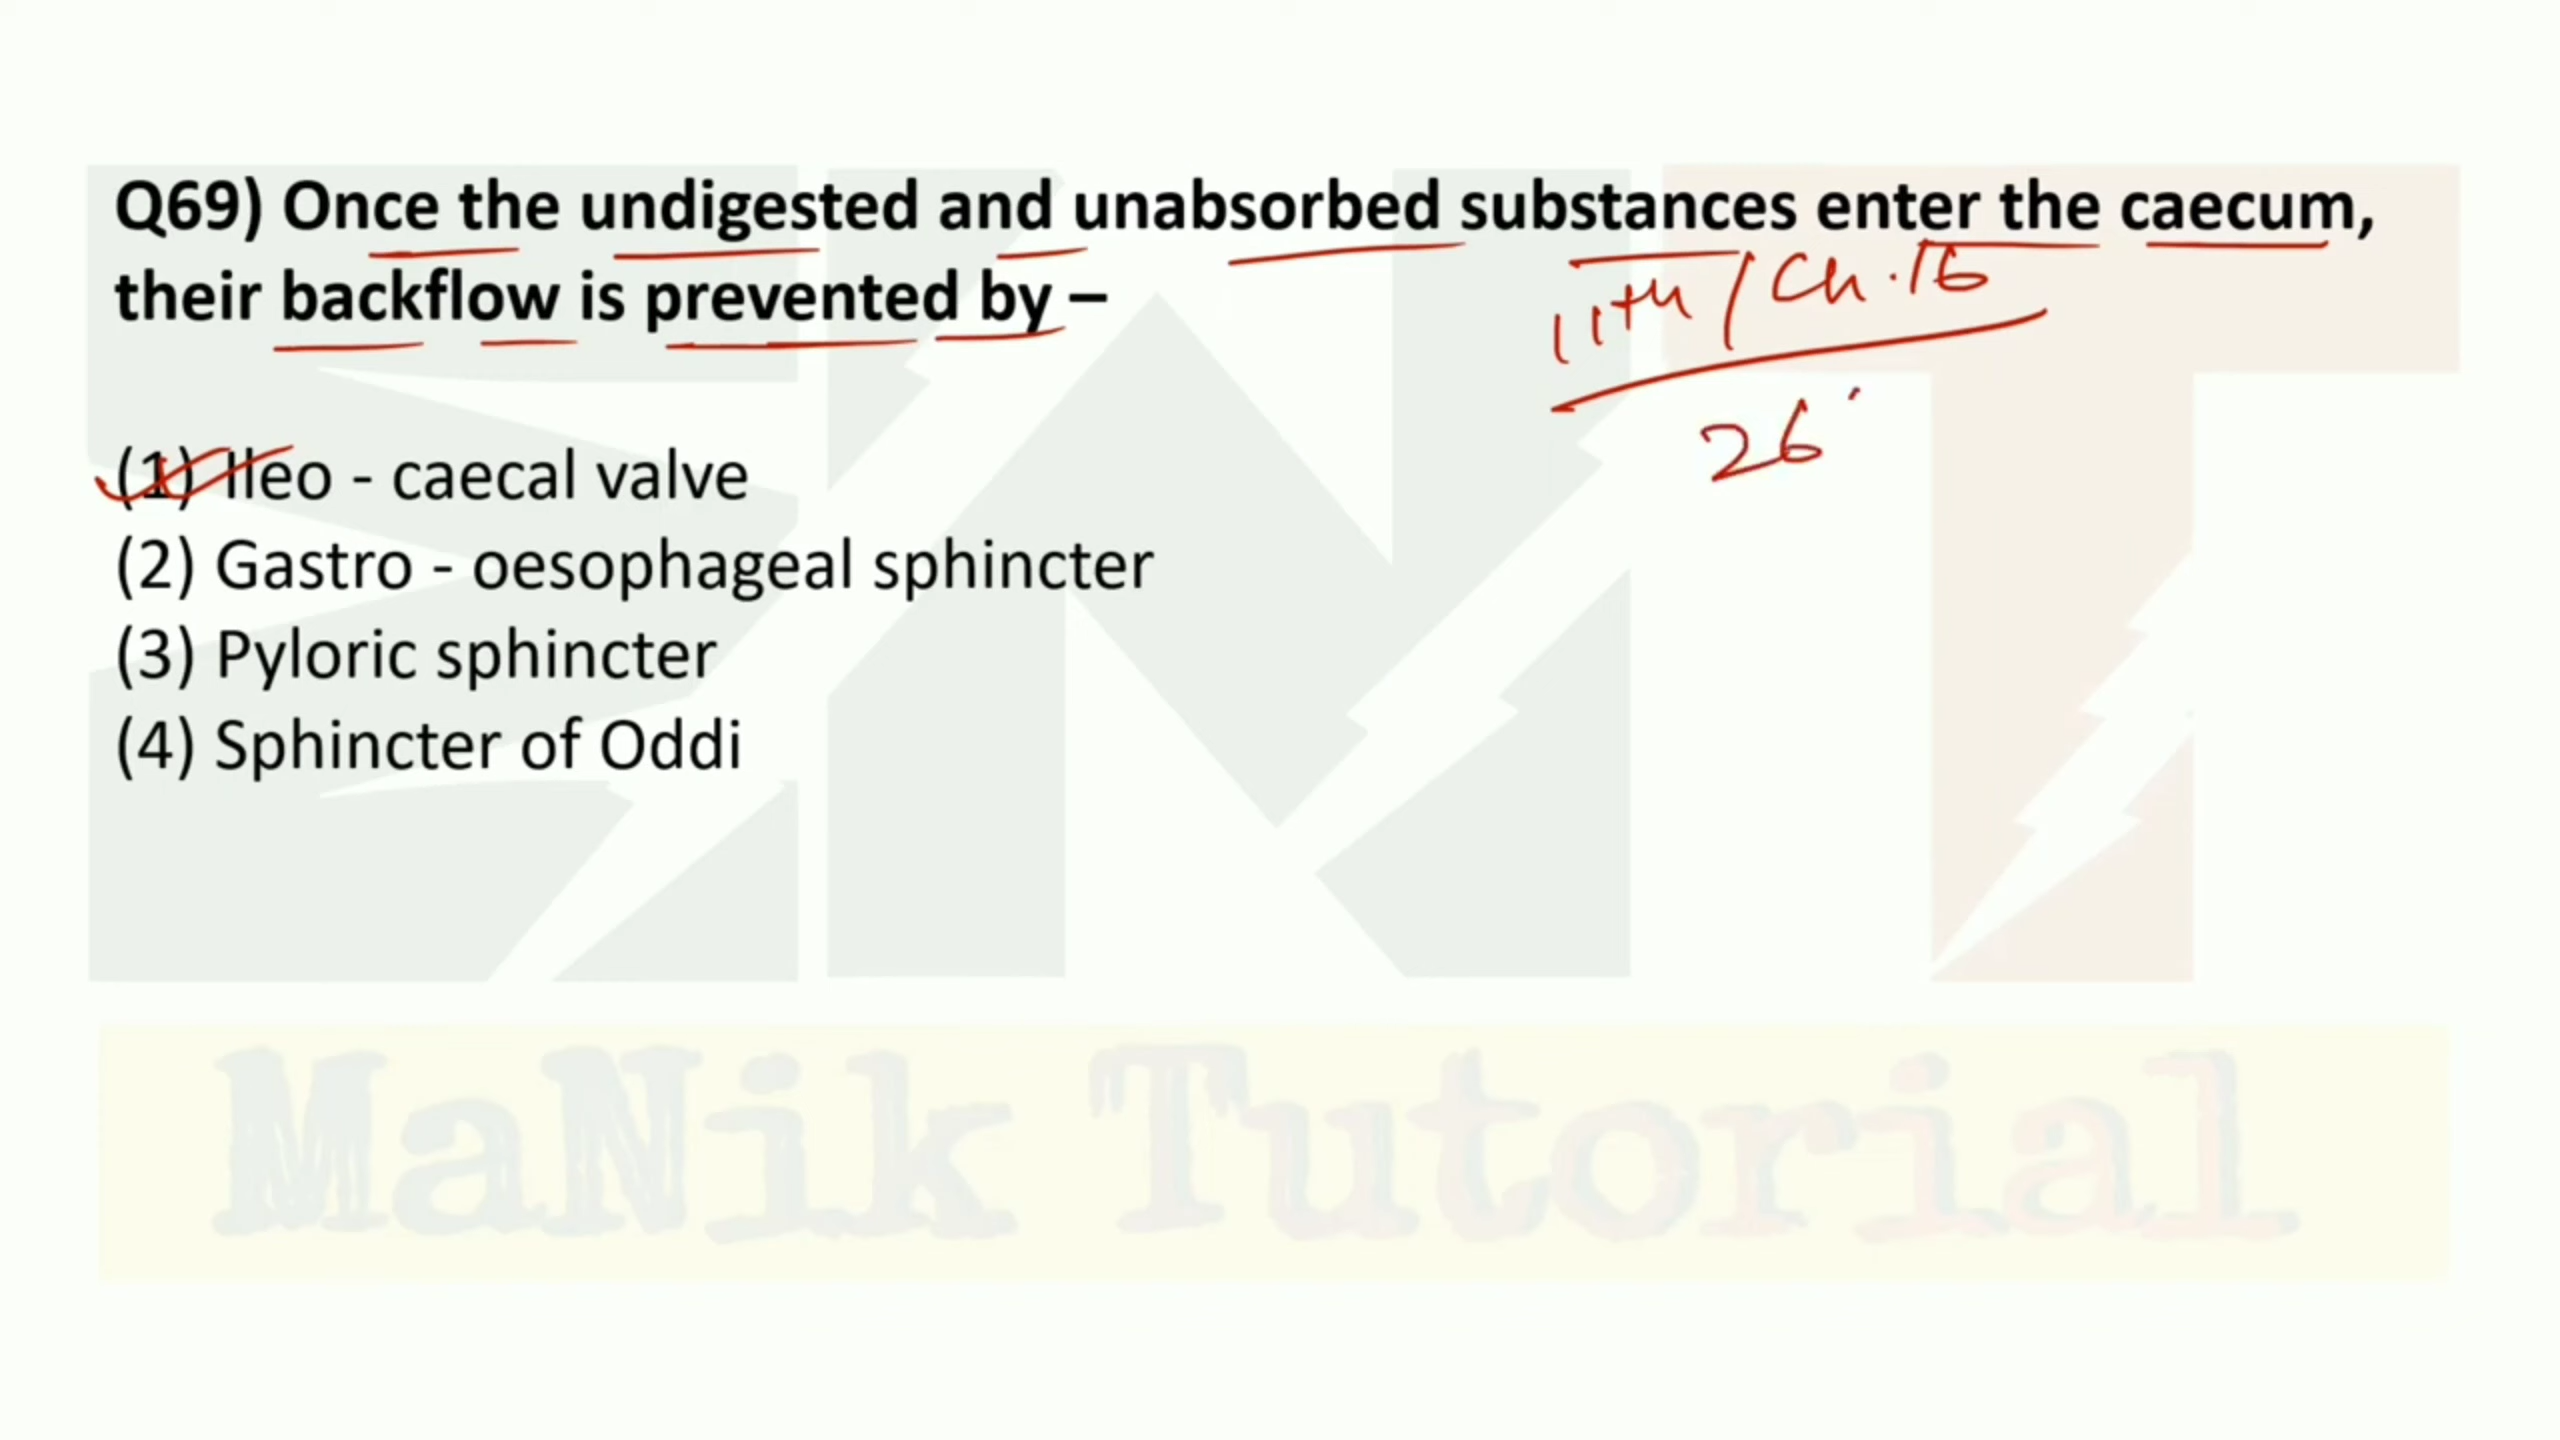 Q69) Once the undigested and unabsorbed substances enter the caecum,
their backflow is prevented by –
11th / Ch. 16
26
(1) Ileo - caecal valve
(2) Gastro - oesophageal sphincter
(3) Pyloric sphincter
(4) Sphincter of Oddi
MaNik Tutorial